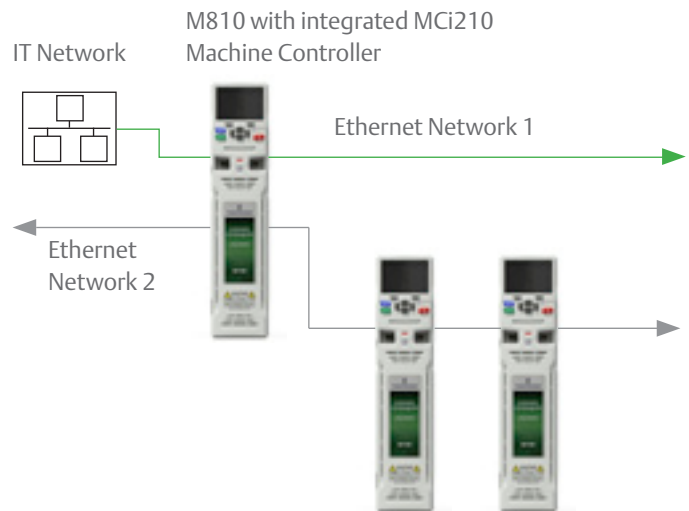 M810 with integrated MCi210
IT Network
Machine Controller
Ethernet Network 1
Ethernet
Network 2